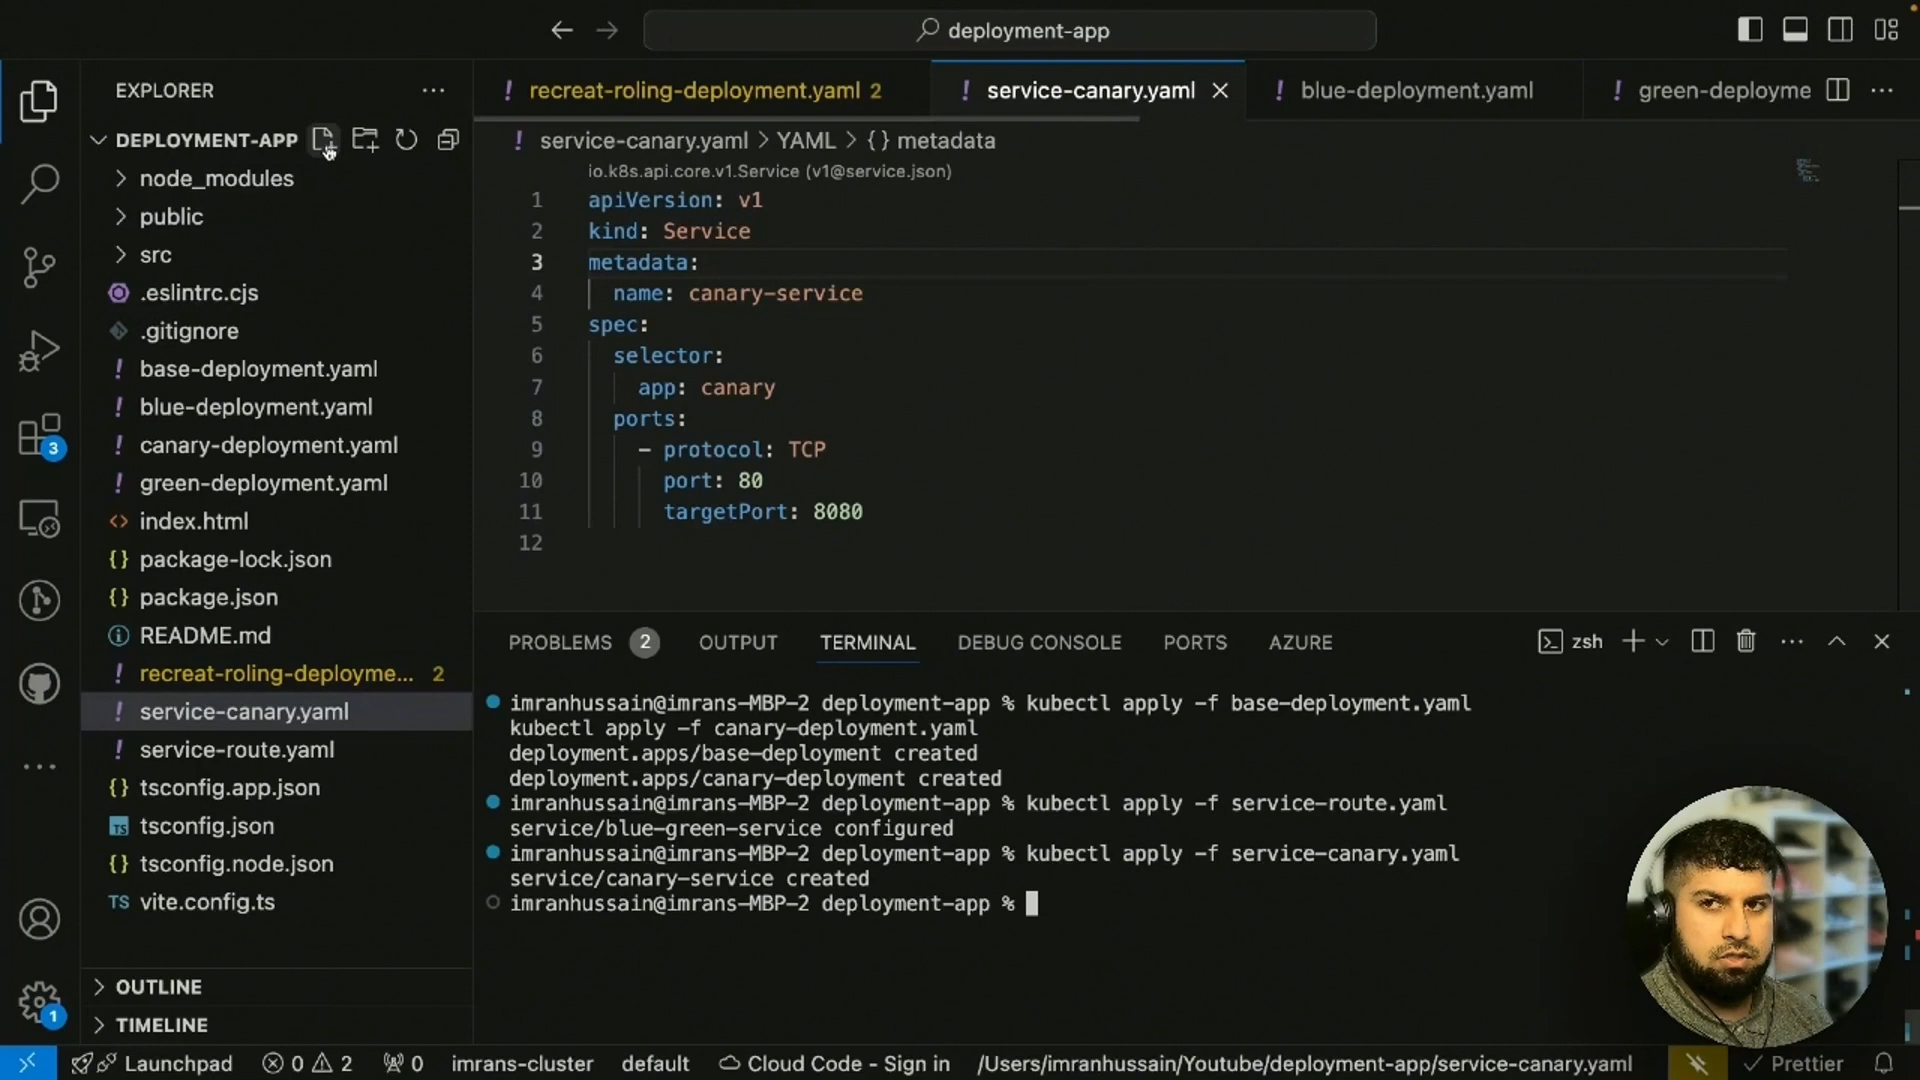 deployment-app
EXPLORER
DEPLOYMENT-APP
node_modules
public
src
.eslintrc.cjs
.gitignore
! base-deployment.yaml
! blue-deployment.yaml
! canary-deployment.yaml
! green-deployment.yaml
<> index.html
{} package-lock.json
{} package.json
README.md
! recreat-roling-deployme... 2
! service-canary.yaml
! service-route.yaml
{} tsconfig.app.json
TS tsconfig.json
{} tsconfig.node.json
TS vite.config.ts
OUTLINE
TIMELINE
3
1
! recreat-roling-deployment.yaml 2
! service-canary.yaml
! blue-deployment.yaml
! green-deployme
! service-canary.yaml > YAML > {} metadata
io.k8s.api.core.v1.Service (v1@service.json)
1 apiVersion: v1
2 kind: Service
3 metadata:
4 name: canary-service
5 spec:
6 selector:
7 app: canary
8 ports:
9 - protocol: TCP
10 port: 80
11 targetPort: 8080
12
PROBLEMS 2 OUTPUT TERMINAL DEBUG CONSOLE PORTS AZURE zsh
imranhussain@imrans-MBP-2 deployment-app % kubectl apply -f base-deployment.yaml
kubectl apply -f canary-deployment.yaml
deployment.apps/base-deployment created
deployment.apps/canary-deployment created
imranhussain@imrans-MBP-2 deployment-app % kubectl apply -f service-route.yaml
service/blue-green-service configured
imranhussain@imrans-MBP-2 deployment-app % kubectl apply -f service-canary.yaml
service/canary-service created
imranhussain@imrans-MBP-2 deployment-app %
Launchpad 0 2 0 imrans-cluster default Cloud Code - Sign in /Users/imranhussain/Youtube/deployment-app/service-canary.yaml Prettier